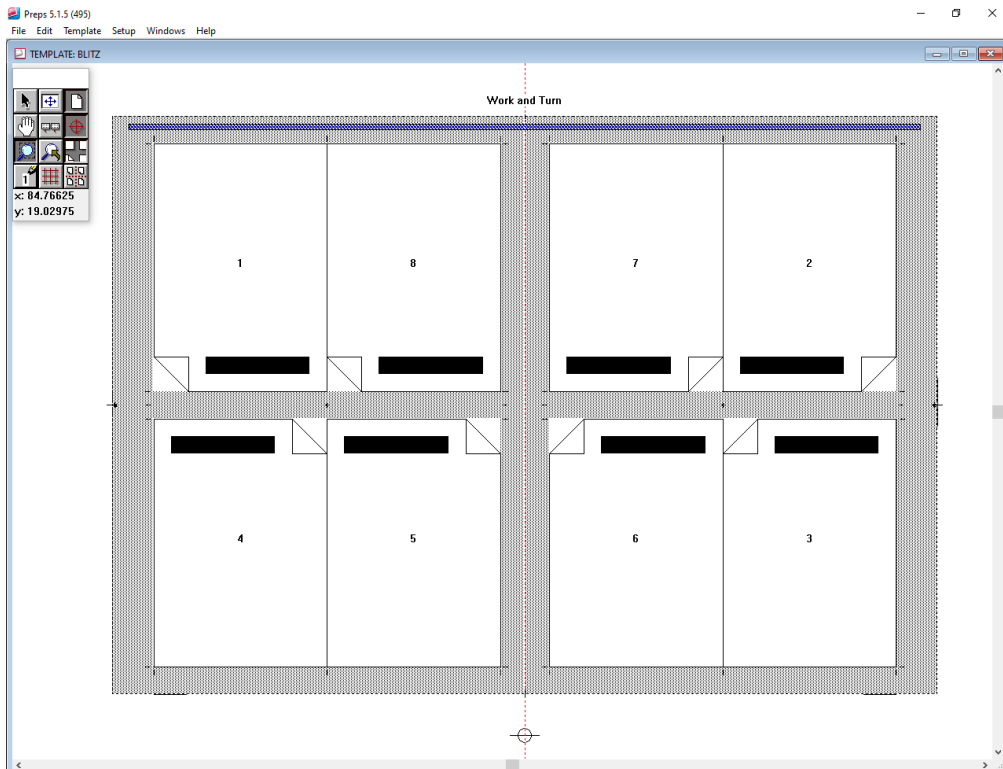 Preps 5.1.5 (495)
File Edit Template Setup Windows Help
TEMPLATE: BLITZ
x: 84.76625
y: 19.02975
Work and Turn
1 8 7 2
4 5 6 3